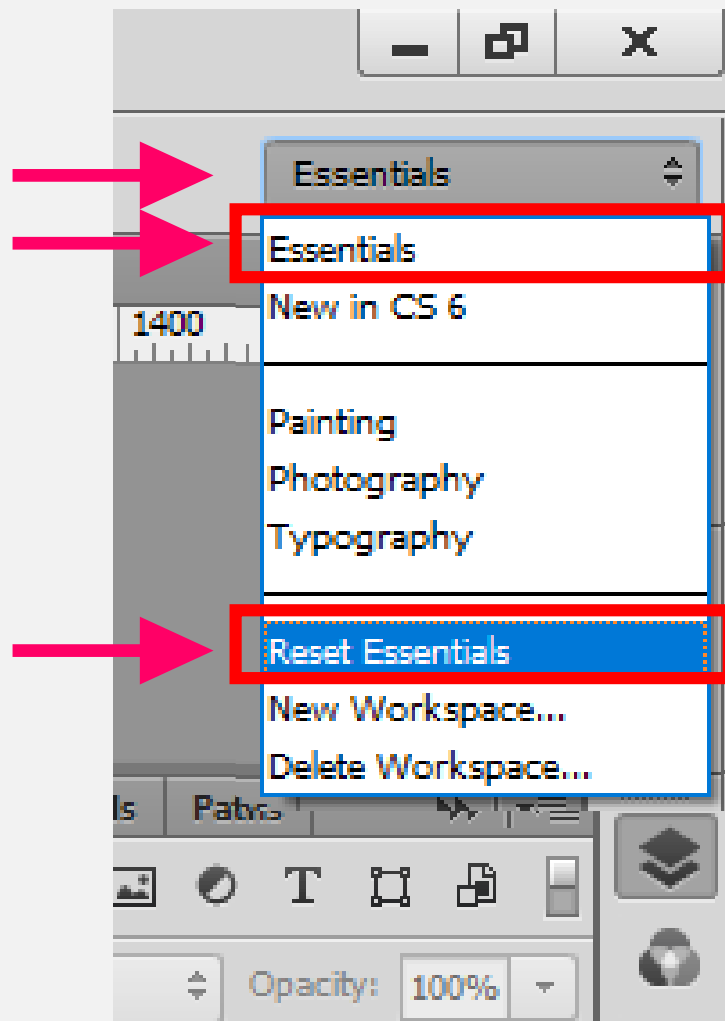 Essentials
Essentials
New in CS 6
1400
Painting
Photography
Typography
Reset Essentials
New Workspace...
Delete Workspace...
ls Paths
T
Opacity: 100%